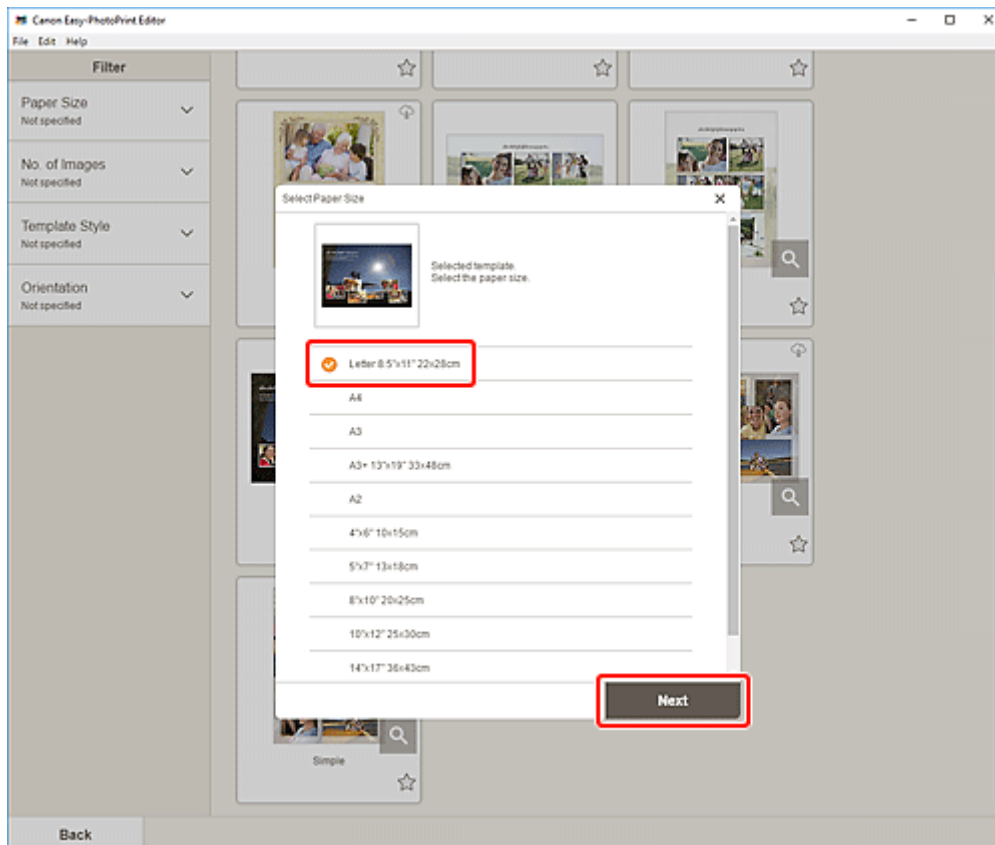 Canon Easy-PhotoPrint Editor
File Edit Help
Filter
Paper Size
Not specified
No. of Images
Not specified
Template Style
Not specified
Orientation
Not specified
Select Paper Size
Selected template.
Select the paper size.
Letter 8.5"x11" 22x28cm
A4
A3
A3+ 13"x19" 33x48cm
A2
4"x6" 10x15cm
5"x7" 13x18cm
8"x10" 20x25cm
10"x12" 25x30cm
14"x17" 36x43cm
Next
Simple
Back